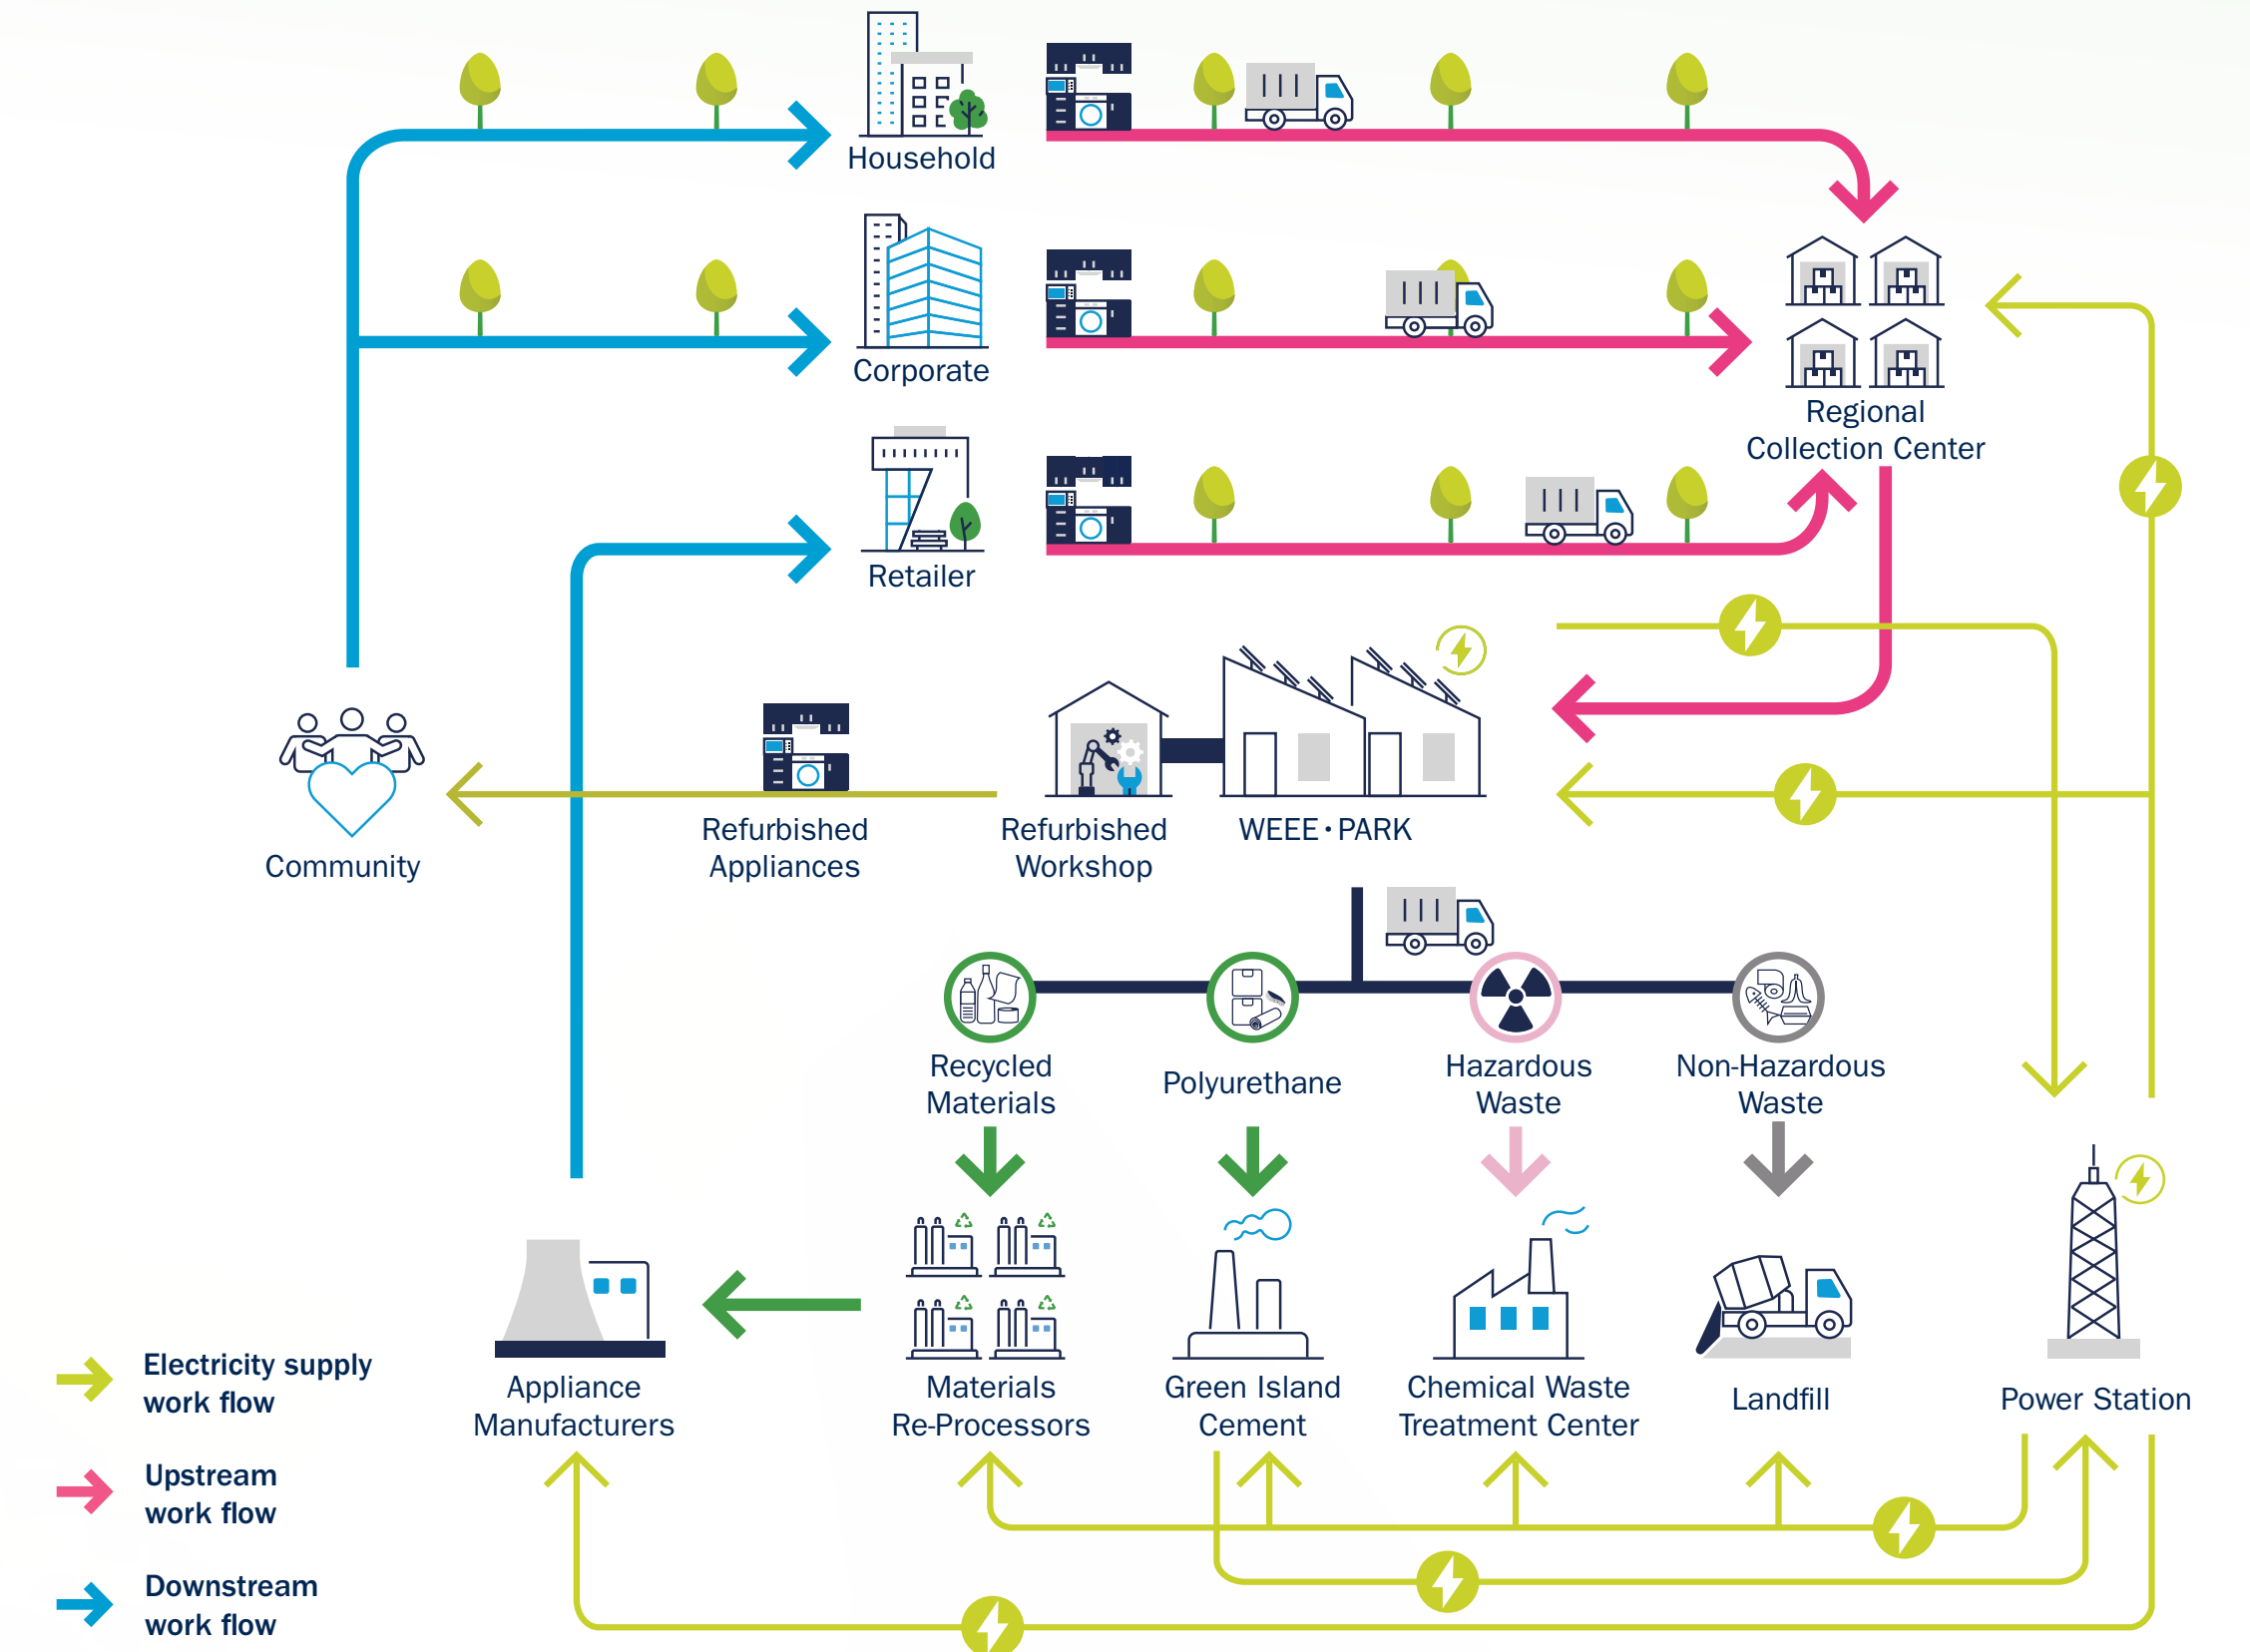 Household
Corporate
Regional
Collection Center
Retailer
Refurbished
Appliances
Refurbished
Workshop
WEEE·PARK
Community
Recycled
Materials
Polyurethane
Hazardous
Waste
Non-Hazardous
Waste
Appliance
Manufacturers
Materials
Re-Processors
Green Island
Cement
Chemical Waste
Treatment Center
Landfill
Power Station
Electricity supply
work flow
Upstream
work flow
Downstream
work flow